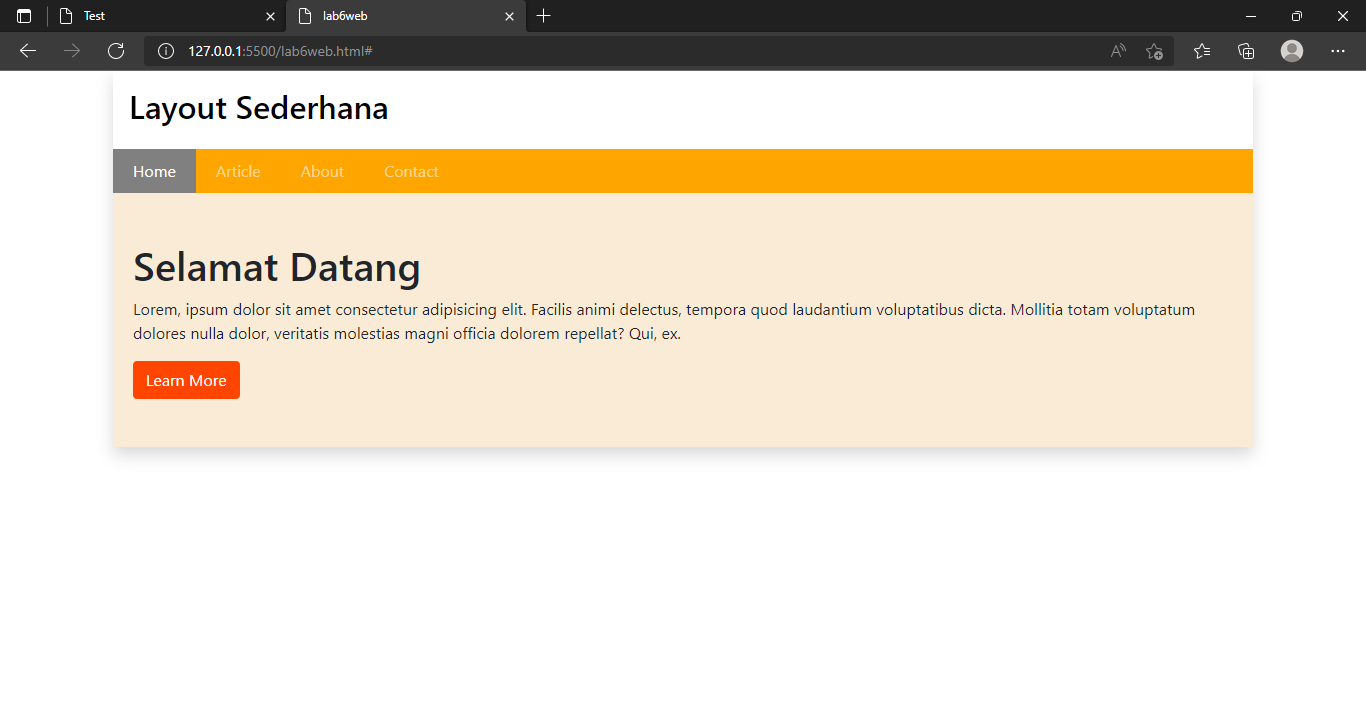 Test
lab6web
127.0.0.1:5500/lab6web.html#
Layout Sederhana
Home Article About Contact
Selamat Datang
Lorem, ipsum dolor sit amet consectetur adipisicing elit. Facilis animi delectus, tempora quod laudantium voluptatibus dicta. Mollitia totam voluptatum
dolores nulla dolor, veritatis molestias magni officia dolorem repellat? Qui, ex.
Learn More